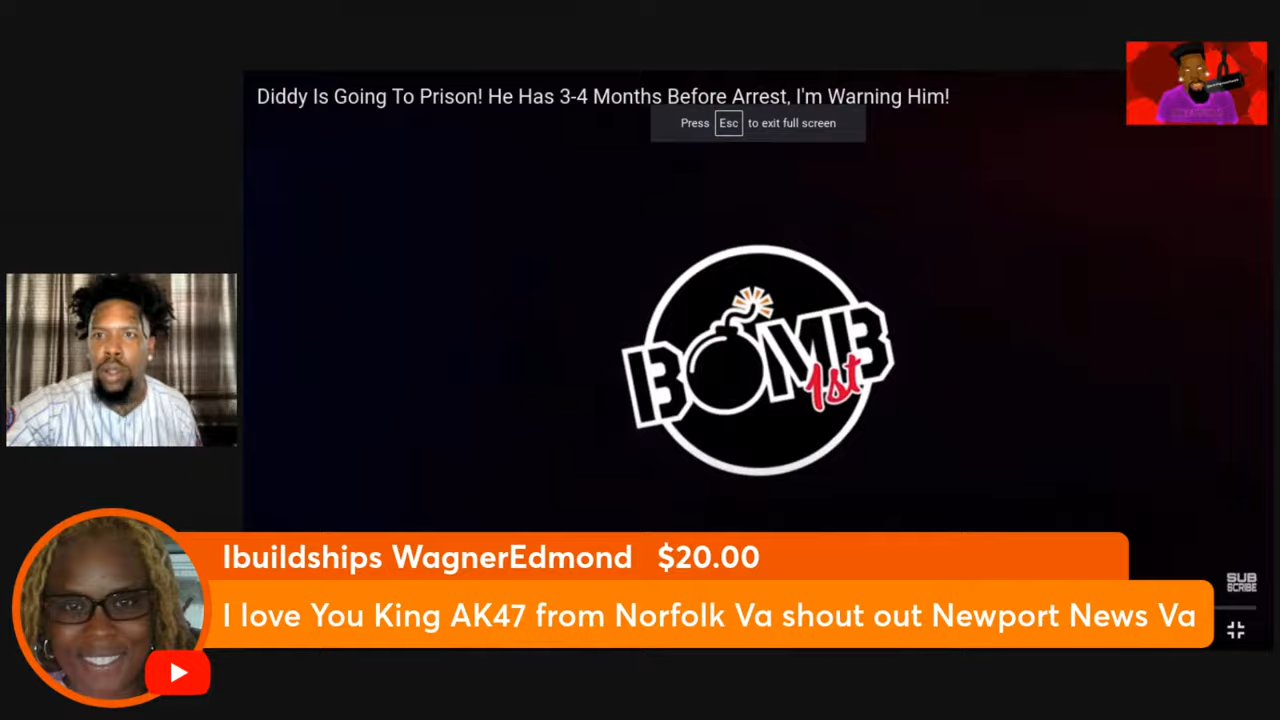 Diddy Is Going To Prison! He Has 3-4 Months Before Arrest, I'm Warning Him!
Press Esc to exit full screen
BOMB
1st
Ibuildships WagnerEdmond $20.00
I love You King AK47 from Norfolk Va shout out Newport News Va
SUB
SCRIBE